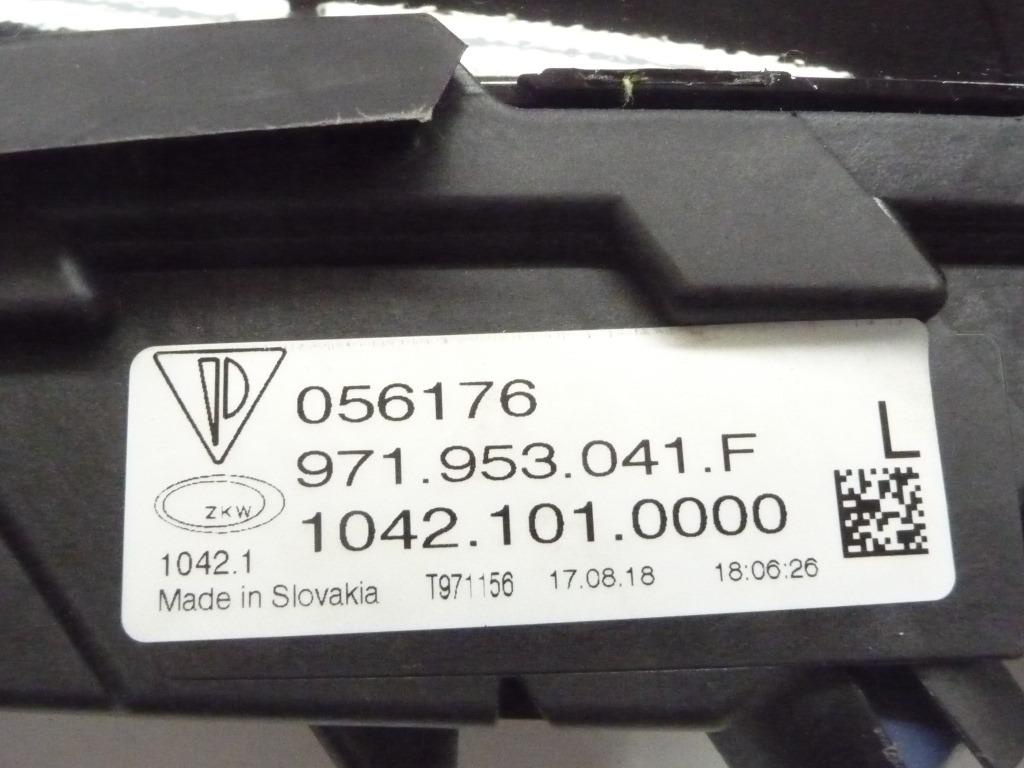 056176
971.953.041.F
L
ZKW
1042.101.0000
1042.1
Made in Slovakia T971156 17.08.18 18:06:26